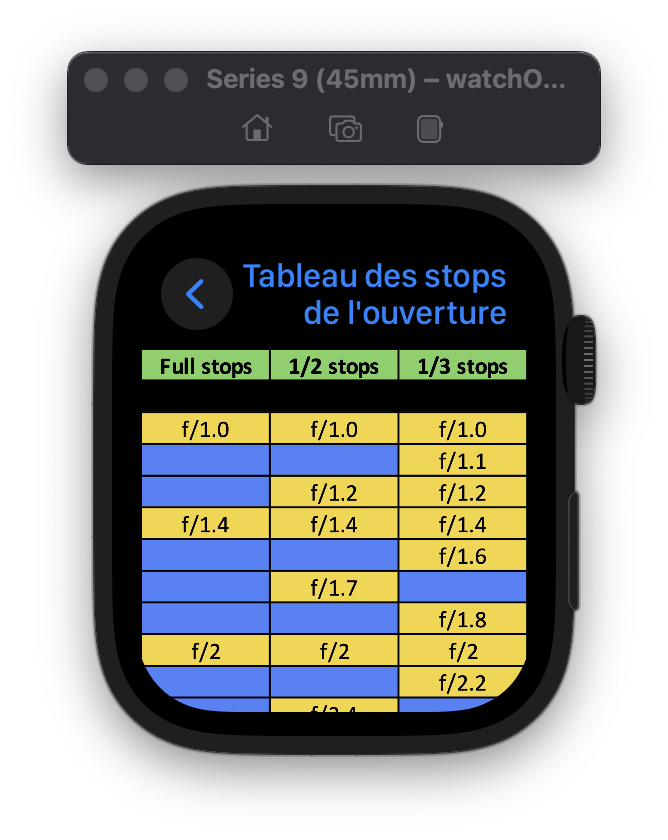 Series 9 (45mm) – watchO...
Tableau des stops
de l'ouverture
Full stops 1/2 stops 1/3 stops
f/1.0 f/1.0 f/1.0
f/1.1
f/1.2 f/1.2
f/1.4 f/1.4 f/1.4
f/1.6
f/1.7
f/1.8
f/2 f/2 f/2
f/2.2